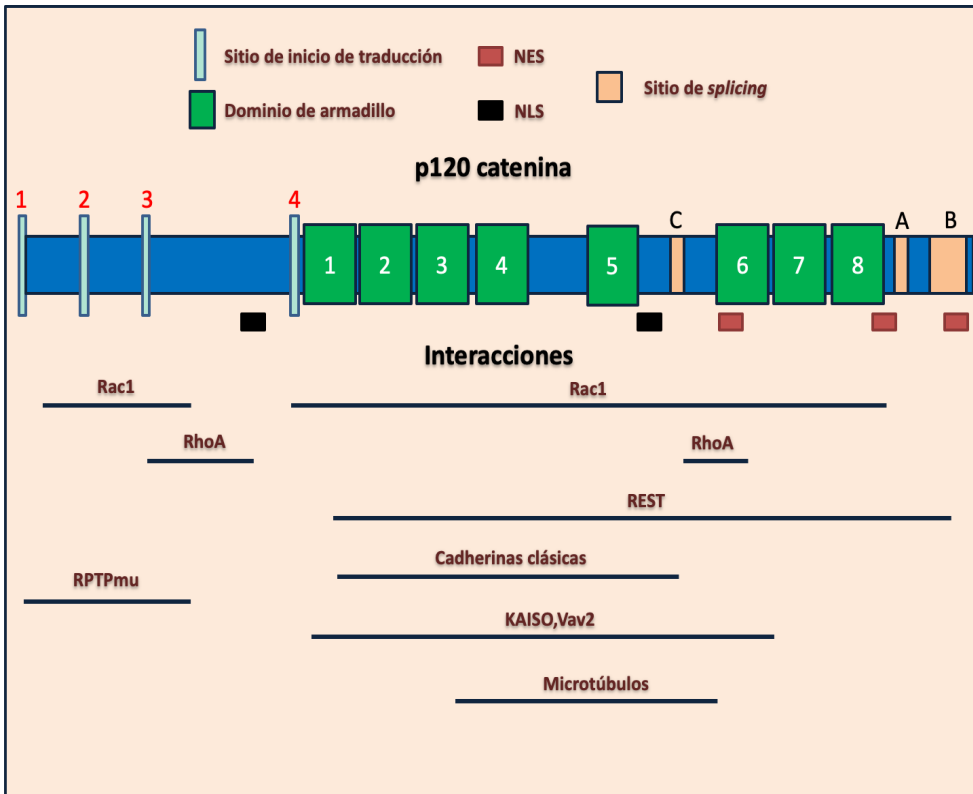 Sitio de inicio de traducción
NES
Sitio de splicing
Dominio de armadillo
NLS
p120 catenina
1 2 3 4 C A B
1 2 3 4 5 6 7 8
Interacciones
Rac1 Rac1
RhoA RhoA
REST
Cadherinas clásicas
RPTPmu
KAISO,Vav2
Microtúbulos